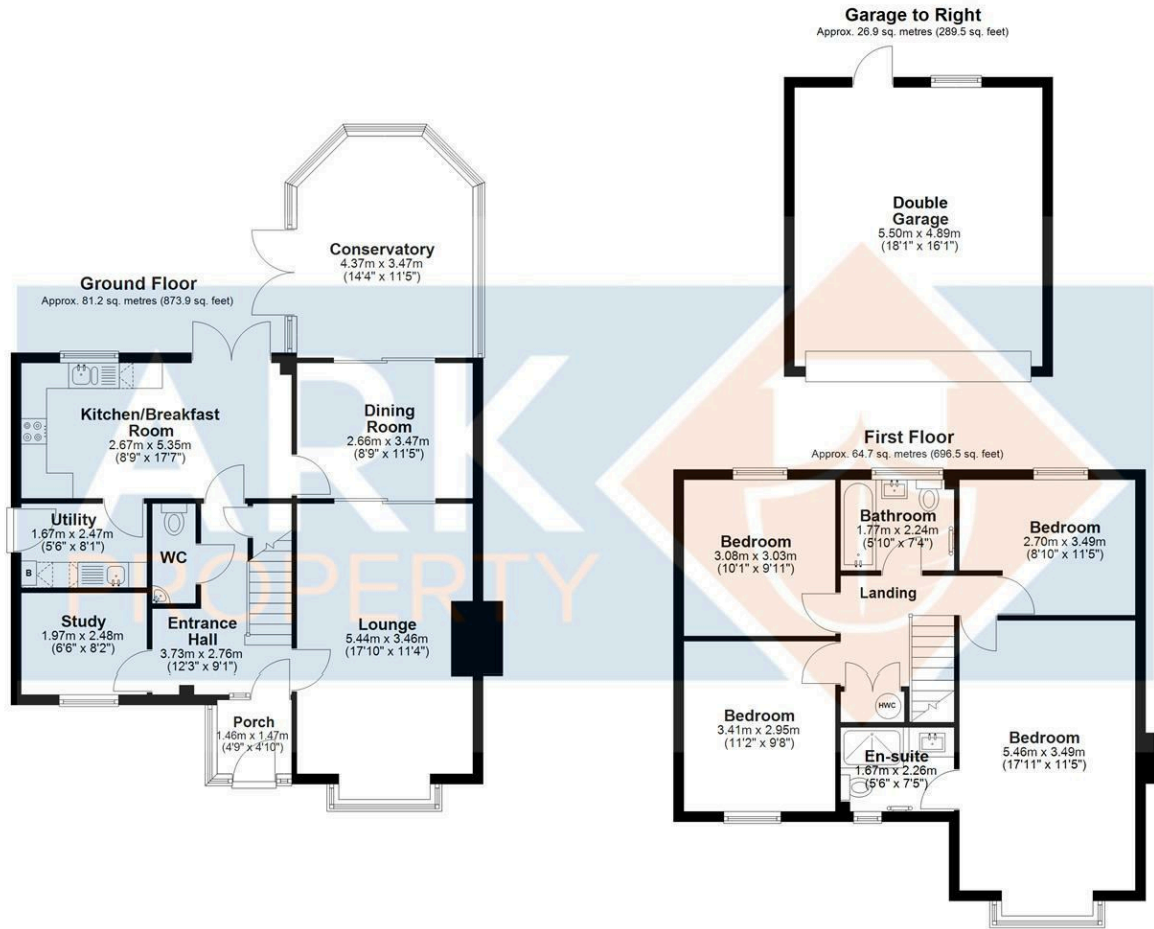 Garage to Right
Approx. 26.9 sq. metres (289.5 sq. feet)
Double
Garage
5.50m x 4.89m
(18'1" x 16'1")
Conservatory
4.37m x 3.47m
(14'4" x 11'5")
Ground Floor
Approx. 81.2 sq. metres (873.9 sq. feet)
Kitchen/Breakfast
Room
2.67m x 5.35m
(8'9" x 17'7")
Dining
Room
2.66m x 3.47m
(8'9" x 11'5")
Utility
1.67m x 2.47m
(5'6" x 8'1")
B
WC
Study
1.97m x 2.48m
(6'6" x 8'2")
Entrance
Hall
3.73m x 2.76m
(12'3" x 9'1")
Lounge
5.44m x 3.46m
(17'10" x 11'4")
Porch
1.46m x 1.47m
(4'9" x 4'10")
First Floor
Approx. 64.7 sq. metres (696.5 sq. feet)
Bedroom
3.08m x 3.03m
(10'1" x 9'11")
Bathroom
1.77m x 2.24m
(5'10" x 7'4")
Bedroom
2.70m x 3.49m
(8'10" x 11'5")
Landing
HWC
Bedroom
3.41m x 2.95m
(11'2" x 9'8")
En-suite
1.67m x 2.26m
(5'6" x 7'5")
Bedroom
5.46m x 3.49m
(17'11" x 11'5")
ARK
PROPERTY